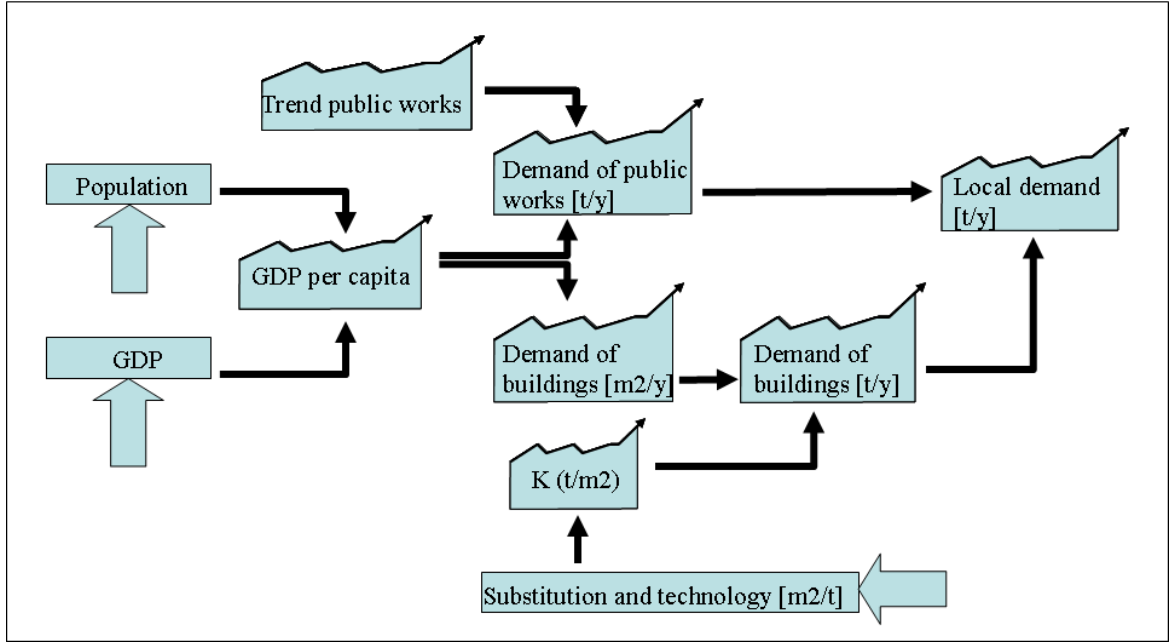 Trend public works
Demand of public
works [t/y]
Population
Local demand
[t/y]
GDP per capita
GDP
Demand of
buildings [m2/y]
Demand of
buildings [t/y]
K (t/m2)
Substitution and technology [m2/t]